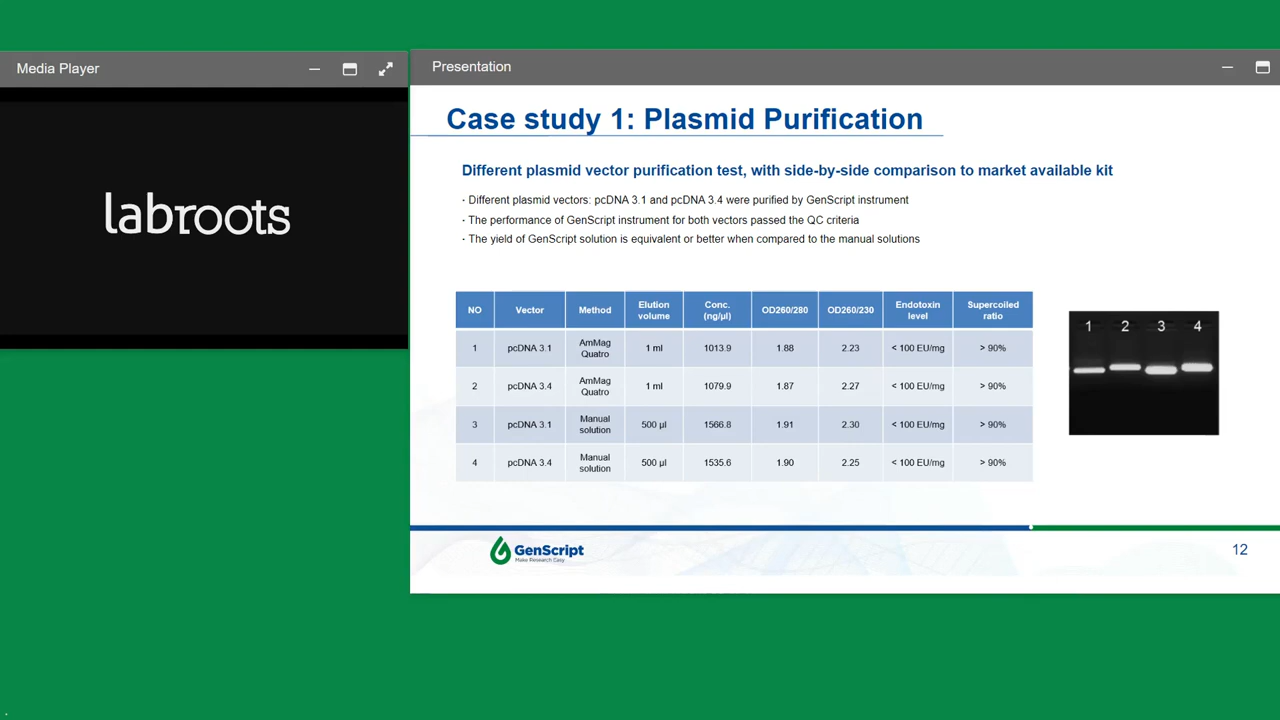 Media Player
labroots
Presentation
Case study 1: Plasmid Purification
Different plasmid vector purification test, with side-by-side comparison to market available kit
· Different plasmid vectors: pcDNA 3.1 and pcDNA 3.4 were purified by GenScript instrument
· The performance of GenScript instrument for both vectors passed the QC criteria
· The yield of GenScript solution is equivalent or better when compared to the manual solutions
NO Vector Method Elution volume Conc. (ng/µl) OD260/280 OD260/230 Endotoxin level Supercoiled ratio
1 pcDNA 3.1 AmMag Quatro 1 ml 1013.9 1.88 2.23 < 100 EU/mg > 90%
2 pcDNA 3.4 AmMag Quatro 1 ml 1079.9 1.87 2.27 < 100 EU/mg > 90%
3 pcDNA 3.1 Manual solution 500 µl 1566.8 1.91 2.30 < 100 EU/mg > 90%
4 pcDNA 3.4 Manual solution 500 µl 1535.6 1.90 2.25 < 100 EU/mg > 90%
1 2 3 4
GenScript
Make Research Easy
12